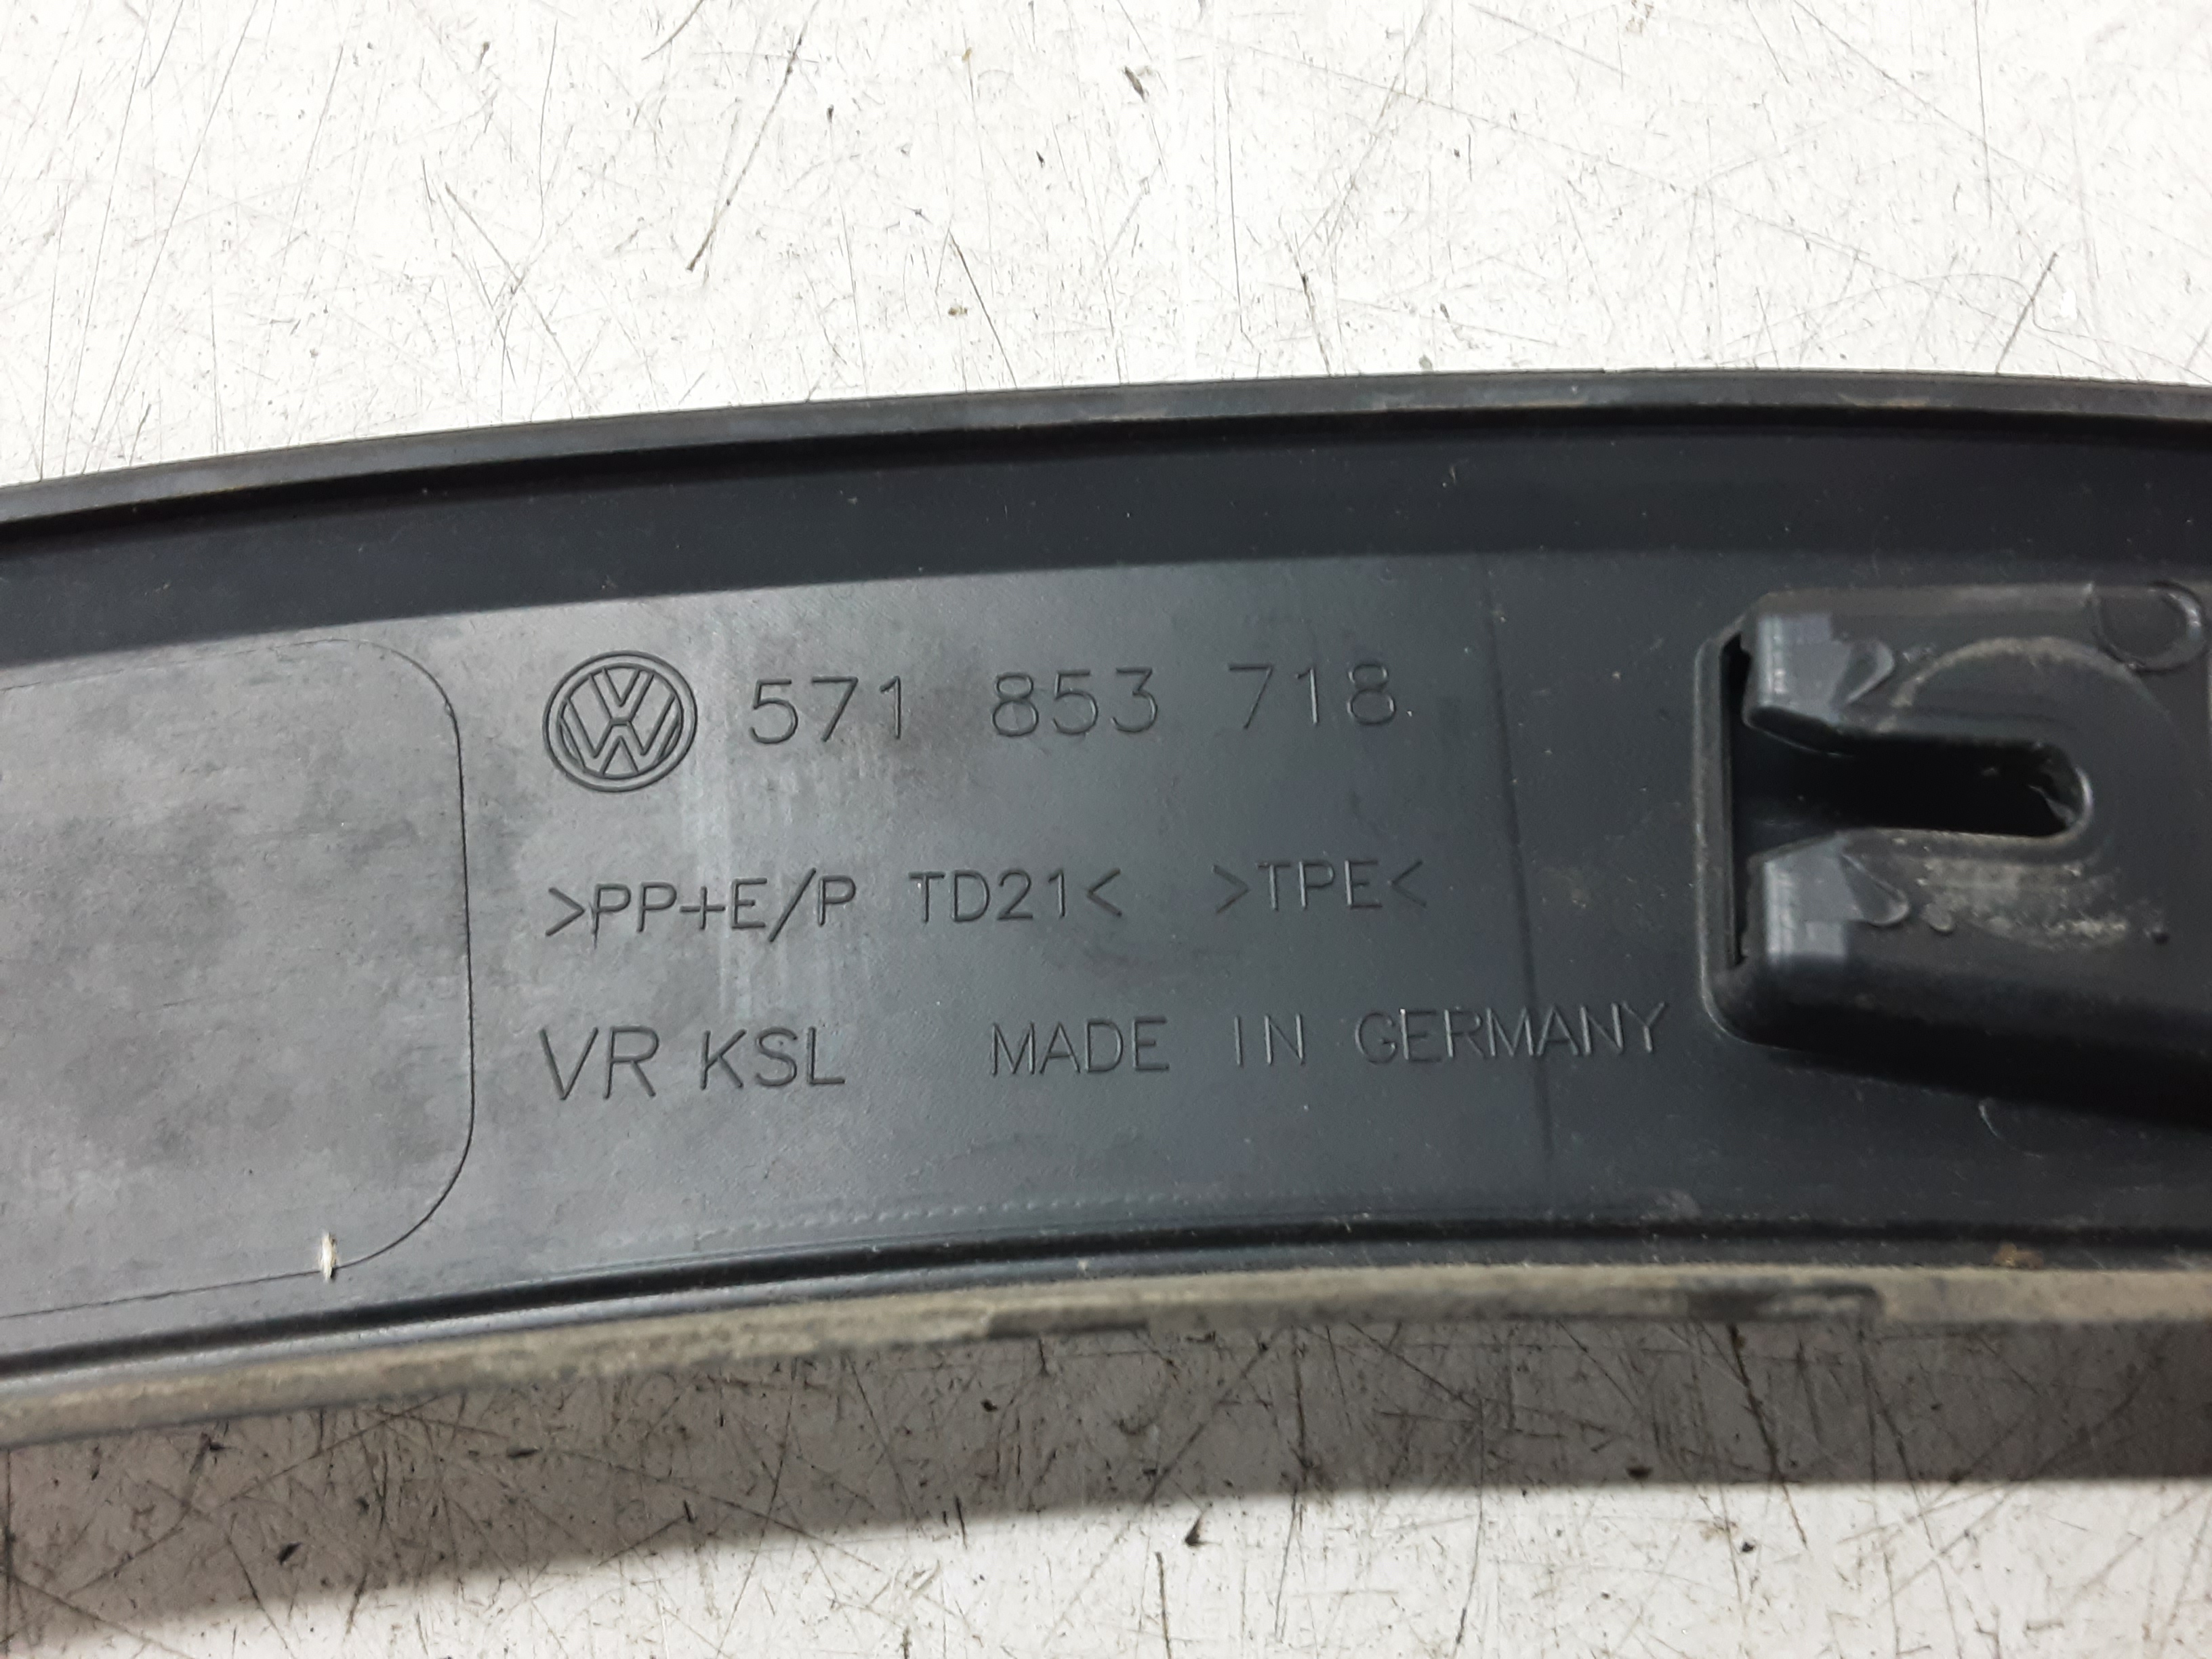 571 853 718
>PP+E/P TD21< >TPE<
VR KSL MADE IN GERMANY